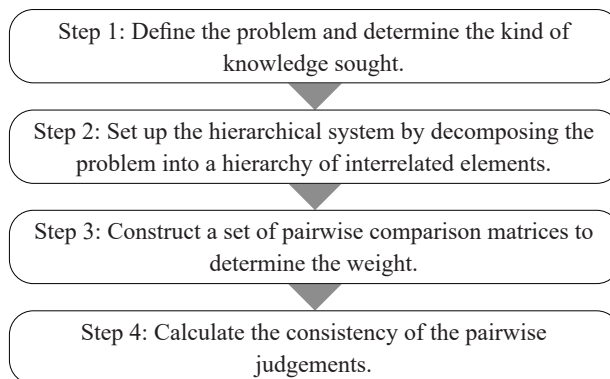 Step 1: Define the problem and determine the kind of
knowledge sought.
Step 2: Set up the hierarchical system by decomposing the
problem into a hierarchy of interrelated elements.
Step 3: Construct a set of pairwise comparison matrices to
determine the weight.
Step 4: Calculate the consistency of the pairwise
judgements.